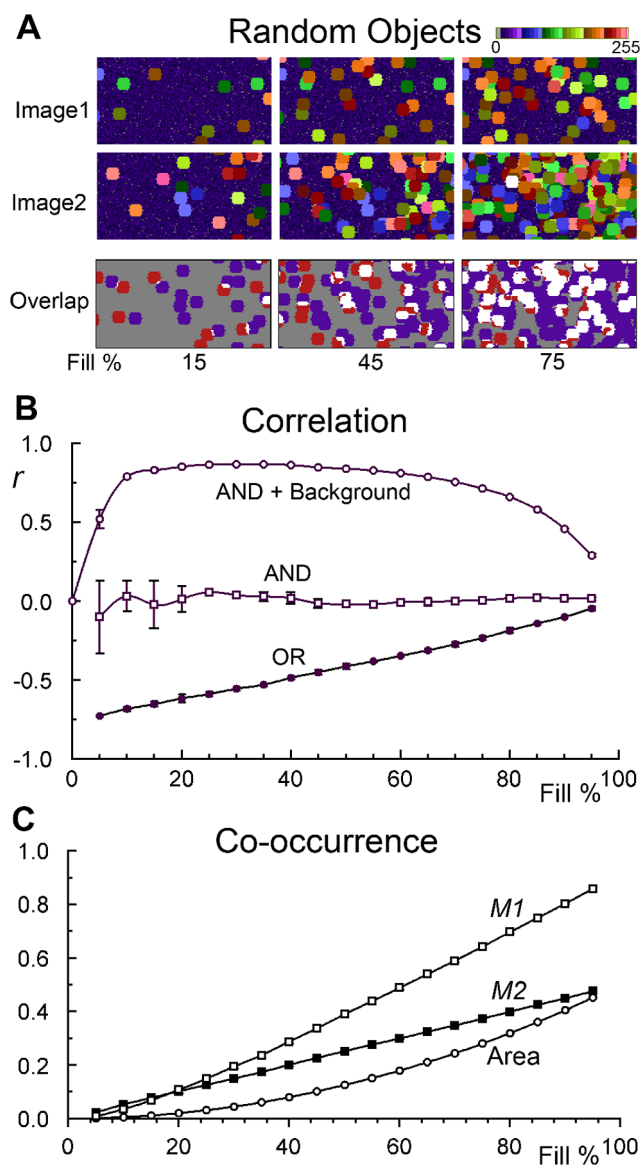 A
Random Objects
0 255
Image1
Image2
Overlap
Fill % 15 45 75
B
Correlation
1.0
r
AND + Background
0.5
AND
0.0
OR
-0.5
-1.0
0 20 40 60 80 100
Fill %
C
Co-occurrence
1.0
M1
0.8
0.6
M2
0.4
Area
0.2
0.0
0 20 40 60 80 100
Fill %